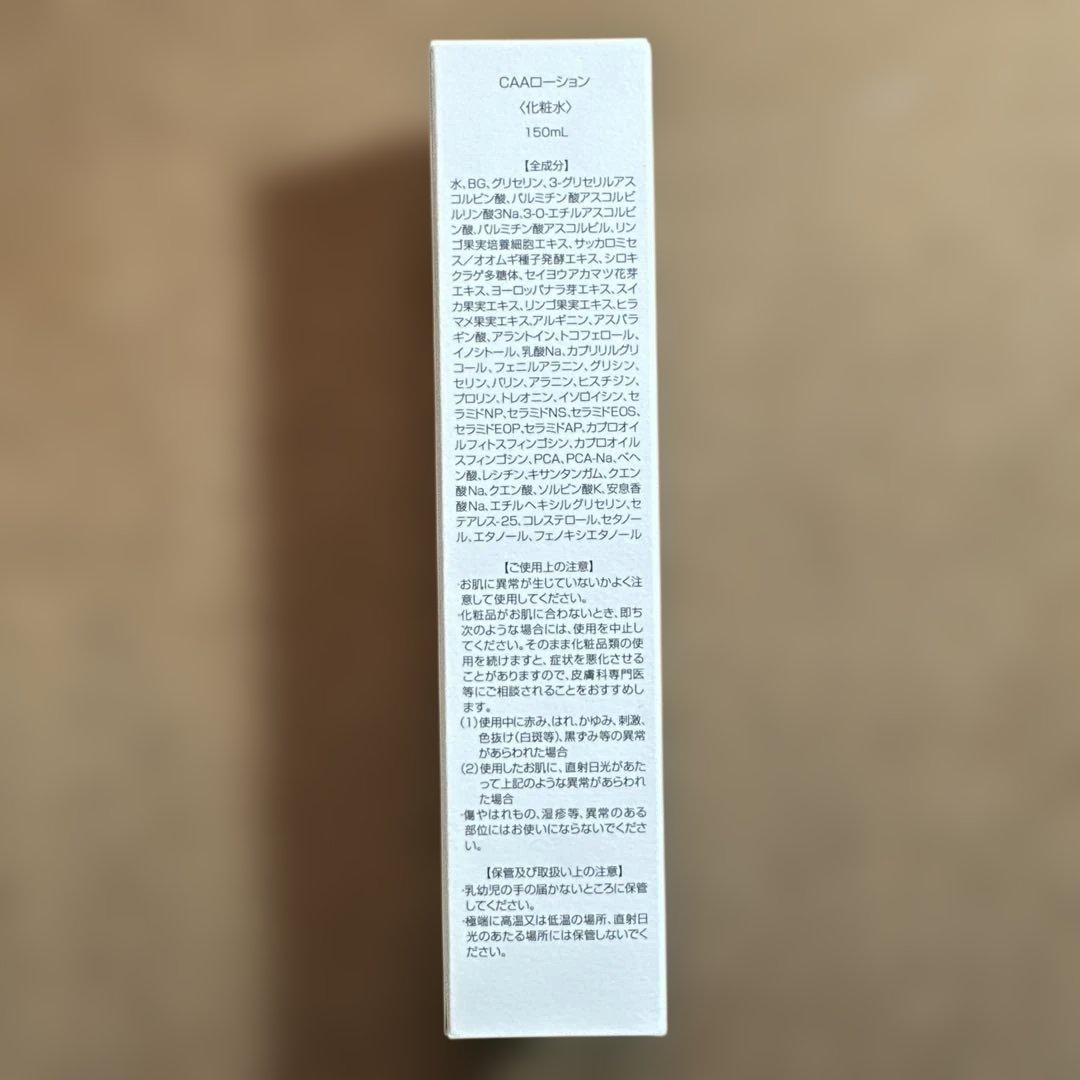 CAAローション
〈化粧水〉
150mL
【全成分】
水、BG、グリセリン、3-グリセリルアス
コルビン酸、パルミチン酸アスコルビ
ルリン酸3Na、3-O-エチルアスコルビ
ン酸、パルミチン酸アスコルビル、リン
ゴ果実培養細胞エキス、サッカロミセ
ス/オオムギ種子発酵エキス、シロキ
クラゲ多糖体、セイヨウアカマツ花芽
エキス、ヨーロッパナラ芽エキス、スイ
カ果実エキス、リンゴ果実エキス、ヒラ
マメ果実エキス、アルギニン、アスパラ
ギン酸、アラントイン、トコフェロール、
イノシトール、乳酸Na、カプリリルグリ
コール、フェニルアラニン、グリシン、
セリン、バリン、アラニン、ヒスチジン、
プロリン、トレオニン、イソロイシン、セ
ラミドNP、セラミドNS、セラミドEOS、
セラミドEOP、セラミドAP、カプロオイ
ルフィトスフィンゴシン、カプロオイル
スフィンゴシン、PCA、PCA-Na、ベヘ
ン酸、レシチン、キサンタンガム、クエン
酸Na、クエン酸、ソルビン酸K、安息香
酸Na、エチルヘキシルグリセリン、セ
テアレス-25、コレステロール、セタノー
ル、エタノール、フェノキシエタノール
【ご使用上の注意】
・お肌に異常が生じていないかよく注
意して使用してください。
・化粧品がお肌に合わないとき、即ち
次のような場合には、使用を中止し
てください。そのまま化粧品類の使
用を続けますと、症状を悪化させる
ことがありますので、皮膚科専門医
等にご相談されることをおすすめし
ます。
(1)使用中に赤み、はれ、かゆみ、刺激、
色抜け(白斑等)、黒ずみ等の異常
があらわれた場合
(2)使用したお肌に、直射日光があた
って上記のような異常があらわれ
た場合
・傷やはれもの、湿疹等、異常のある
部位にはお使いにならないでくださ
い。
【保管及び取扱い上の注意】
・乳幼児の手の届かないところに保管
してください。
・極端に高温又は低温の場所、直射日
光のあたる場所には保管しないでく
ださい。